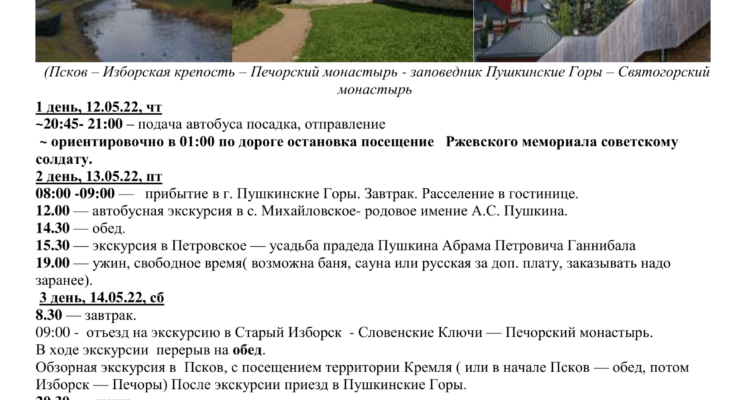 (Псков – Изборская крепость – Печорский монастырь - заповедник Пушкинские Горы – Святогорский
монастырь
1 день, 12.05.22, чт
~20:45- 21:00 – подача автобуса посадка, отправление
~ ориентировочно в 01:00 по дороге остановка посещение Ржевского мемориала советскому
солдату.
2 день, 13.05.22, пт
08:00 -09:00 — прибытие в г. Пушкинские Горы. Завтрак. Расселение в гостинице.
12.00 — автобусная экскурсия в с. Михайловское- родовое имение А.С. Пушкина.
14.30 — обед.
15.30 — экскурсия в Петровское — усадьба прадеда Пушкина Абрама Петровича Ганнибала
19.00 — ужин, свободное время( возможна баня, сауна или русская за доп. плату, заказывать надо
заранее).
3 день, 14.05.22, сб
8.30 — завтрак.
09:00 - отъезд на экскурсию в Старый Изборск - Словенские Ключи — Печорский монастырь.
В ходе экскурсии перерыв на обед.
Обзорная экскурсия в Псков, с посещением территории Кремля ( или в начале Псков — обед, потом
Изборск — Печоры) После экскурсии приезд в Пушкинские Горы.